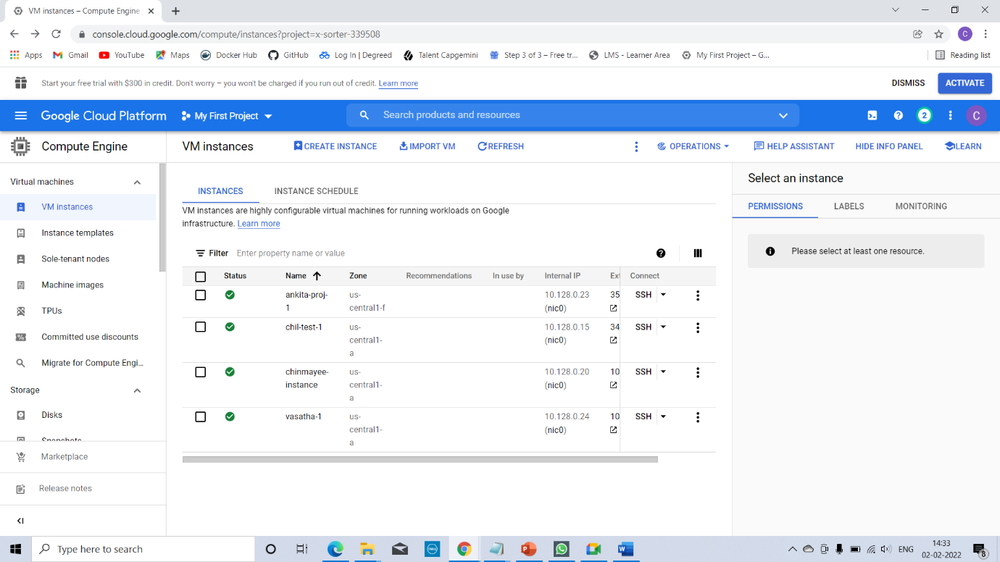 VM instances – Compute Engine
console.cloud.google.com/compute/instances?project=x-sorter-339508
C
Apps Gmail YouTube Maps Docker Hub GitHub Log In | Degreed Talent Capgemini Step 3 of 3 – Free tr... LMS - Learner Area My First Project – G... Reading list
Start your free trial with $300 in credit. Don't worry – you won't be charged if you run out of credit. Learn more DISMISS ACTIVATE
Google Cloud Platform My First Project Search products and resources 2 C
Compute Engine
VM instances CREATE INSTANCE IMPORT VM REFRESH OPERATIONS HELP ASSISTANT HIDE INFO PANEL LEARN
Virtual machines
VM instances
Instance templates
Sole-tenant nodes
Machine images
TPUs
Committed use discounts
Migrate for Compute Engi...
Storage
Disks
Snapshots
Marketplace
Release notes
INSTANCES INSTANCE SCHEDULE
VM instances are highly configurable virtual machines for running workloads on Google
infrastructure. Learn more
Filter Enter property name or value
Status Name Zone Recommendations In use by Internal IP Ext Connect
ankita-proj- us- 10.128.0.23 35 SSH
1 central1-f (nic0)
chil-test-1 us- 10.128.0.15 34 SSH
central1- (nic0)
a
chinmayee- us- 10.128.0.20 10 SSH
instance central1- (nic0)
a
vasatha-1 us- 10.128.0.24 10 SSH
central1- (nic0)
a
Select an instance
PERMISSIONS LABELS MONITORING
Please select at least one resource.
Type here to search
DELL
ENG
14:33
02-02-2022
8